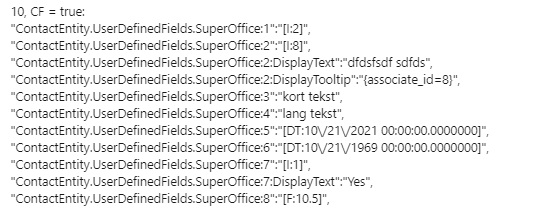 10, CF = true:
"ContactEntity.UserDefinedFields.SuperOffice:1":"[I:2]",
"ContactEntity.UserDefinedFields.SuperOffice:2":"[I:8]",
"ContactEntity.UserDefinedFields.SuperOffice:2:DisplayText":"dfdsfsdf sdfds",
"ContactEntity.UserDefinedFields.SuperOffice:2:DisplayTooltip":"{associate_id=8}",
"ContactEntity.UserDefinedFields.SuperOffice:3":"kort tekst",
"ContactEntity.UserDefinedFields.SuperOffice:4":"lang tekst",
"ContactEntity.UserDefinedFields.SuperOffice:5":"[DT:10\/21\/2021 00:00:00.0000000]",
"ContactEntity.UserDefinedFields.SuperOffice:6":"[DT:10\/21\/1969 00:00:00.0000000]",
"ContactEntity.UserDefinedFields.SuperOffice:7":"[I:1]",
"ContactEntity.UserDefinedFields.SuperOffice:7:DisplayText":"Yes",
"ContactEntity.UserDefinedFields.SuperOffice:8":"[F:10.5]",